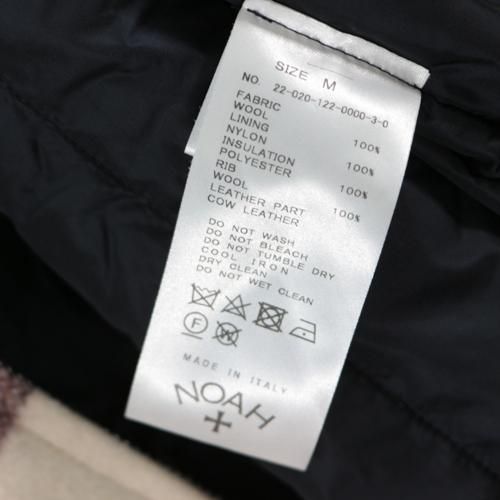 SIZE M
NO. 22-020-122-0000-3-0
FABRIC
WOOL 100%
LINING
NYLON 100%
INSULATION
POLYESTER 100%
RIB
WOOL 100%
LEATHER PART
COW LEATHER
DO NOT WASH
DO NOT BLEACH
DO NOT TUMBLE DRY
COOL IRON
DRY CLEAN
DO NOT WET CLEAN
F W
MADE IN ITALY
NOAH